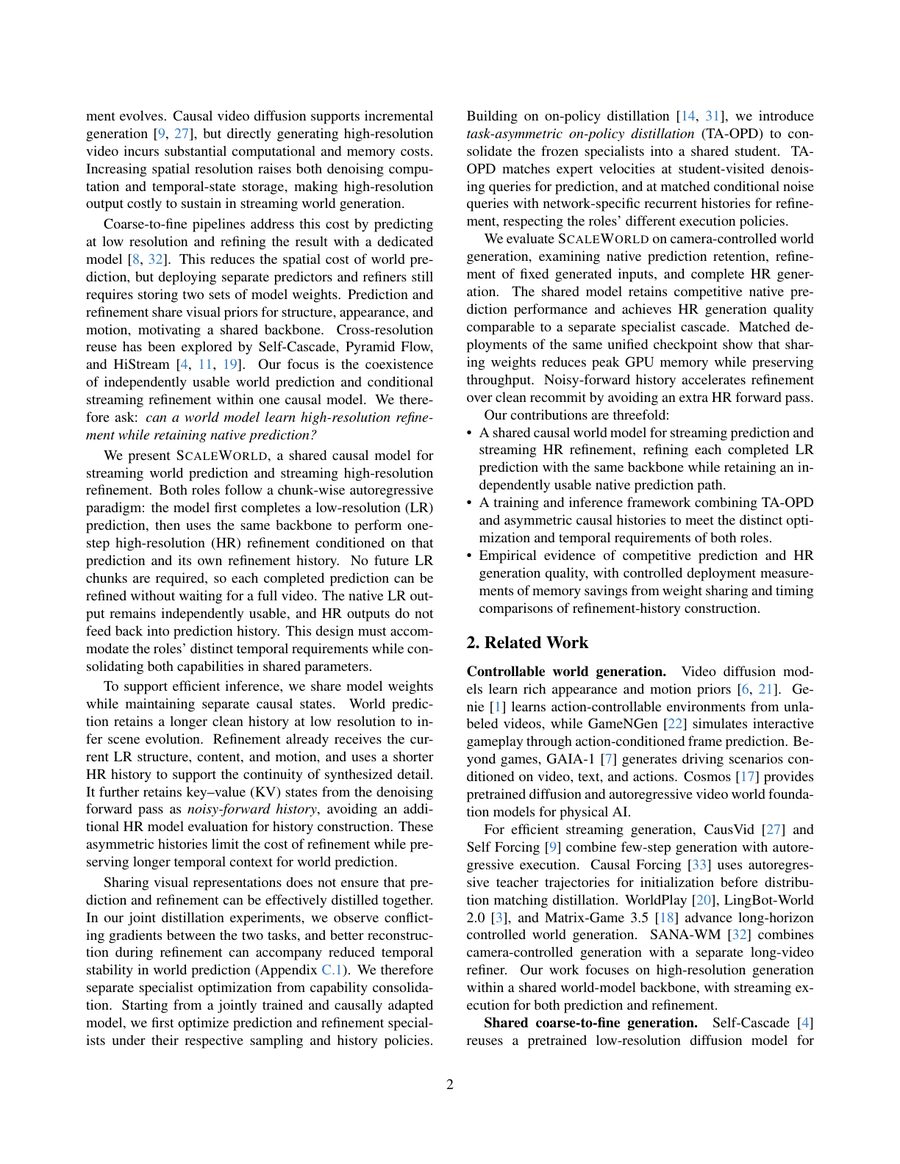 ment evolves. Causal video diffusion supports incremental
generation [9, 27], but directly generating high-resolution
video incurs substantial computational and memory costs.
Increasing spatial resolution raises both denoising compu-
tation and temporal-state storage, making high-resolution
output costly to sustain in streaming world generation.
Coarse-to-fine pipelines address this cost by predicting
at low resolution and refining the result with a dedicated
model [8, 32]. This reduces the spatial cost of world pre-
diction, but deploying separate predictors and refiners still
requires storing two sets of model weights. Prediction and
refinement share visual priors for structure, appearance, and
motion, motivating a shared backbone. Cross-resolution
reuse has been explored by Self-Cascade, Pyramid Flow,
and HiStream [4, 11, 19]. Our focus is the coexistence
of independently usable world prediction and conditional
streaming refinement within one causal model. We there-
fore ask: can a world model learn high-resolution refine-
ment while retaining native prediction?
We present SCALEWORLD, a shared causal model for
streaming world prediction and streaming high-resolution
refinement. Both roles follow a chunk-wise autoregressive
paradigm: the model first completes a low-resolution (LR)
prediction, then uses the same backbone to perform one-
step high-resolution (HR) refinement conditioned on that
prediction and its own refinement history. No future LR
chunks are required, so each completed prediction can be
refined without waiting for a full video. The native LR out-
put remains independently usable, and HR outputs do not
feed back into prediction history. This design must accom-
modate the roles' distinct temporal requirements while con-
solidating both capabilities in shared parameters.
To support efficient inference, we share model weights
while maintaining separate causal states. World predic-
tion retains a longer clean history at low resolution to in-
fer scene evolution. Refinement already receives the cur-
rent LR structure, content, and motion, and uses a shorter
HR history to support the continuity of synthesized detail.
It further retains key–value (KV) states from the denoising
forward pass as noisy-forward history, avoiding an addi-
tional HR model evaluation for history construction. These
asymmetric histories limit the cost of refinement while pre-
serving longer temporal context for world prediction.
Sharing visual representations does not ensure that pre-
diction and refinement can be effectively distilled together.
In our joint distillation experiments, we observe conflict-
ing gradients between the two tasks, and better reconstruc-
tion during refinement can accompany reduced temporal
stability in world prediction (Appendix C.1). We therefore
separate specialist optimization from capability consolida-
tion. Starting from a jointly trained and causally adapted
model, we first optimize prediction and refinement special-
ists under their respective sampling and history policies.
Building on on-policy distillation [14, 31], we introduce
task-asymmetric on-policy distillation (TA-OPD) to con-
solidate the frozen specialists into a shared student. TA-
OPD matches expert velocities at student-visited denois-
ing queries for prediction, and at matched conditional noise
queries with network-specific recurrent histories for refine-
ment, respecting the roles' different execution policies.
We evaluate SCALEWORLD on camera-controlled world
generation, examining native prediction retention, refine-
ment of fixed generated inputs, and complete HR gener-
ation. The shared model retains competitive native pre-
diction performance and achieves HR generation quality
comparable to a separate specialist cascade. Matched de-
ployments of the same unified checkpoint show that shar-
ing weights reduces peak GPU memory while preserving
throughput. Noisy-forward history accelerates refinement
over clean recommit by avoiding an extra HR forward pass.
Our contributions are threefold:
• A shared causal world model for streaming prediction and
streaming HR refinement, refining each completed LR
prediction with the same backbone while retaining an in-
dependently usable native prediction path.
• A training and inference framework combining TA-OPD
and asymmetric causal histories to meet the distinct opti-
mization and temporal requirements of both roles.
• Empirical evidence of competitive prediction and HR
generation quality, with controlled deployment measure-
ments of memory savings from weight sharing and timing
comparisons of refinement-history construction.
2. Related Work
Controllable world generation. Video diffusion mod-
els learn rich appearance and motion priors [6, 21]. Ge-
nie [1] learns action-controllable environments from unla-
beled videos, while GameNGen [22] simulates interactive
gameplay through action-conditioned frame prediction. Be-
yond games, GAIA-1 [7] generates driving scenarios con-
ditioned on video, text, and actions. Cosmos [17] provides
pretrained diffusion and autoregressive video world founda-
tion models for physical AI.
For efficient streaming generation, CausVid [27] and
Self Forcing [9] combine few-step generation with autore-
gressive execution. Causal Forcing [33] uses autoregres-
sive teacher trajectories for initialization before distribu-
tion matching distillation. WorldPlay [20], LingBot-World
2.0 [3], and Matrix-Game 3.5 [18] advance long-horizon
controlled world generation. SANA-WM [32] combines
camera-controlled generation with a separate long-video
refiner. Our work focuses on high-resolution generation
within a shared world-model backbone, with streaming ex-
ecution for both prediction and refinement.
Shared coarse-to-fine generation. Self-Cascade [4]
reuses a pretrained low-resolution diffusion model for
2